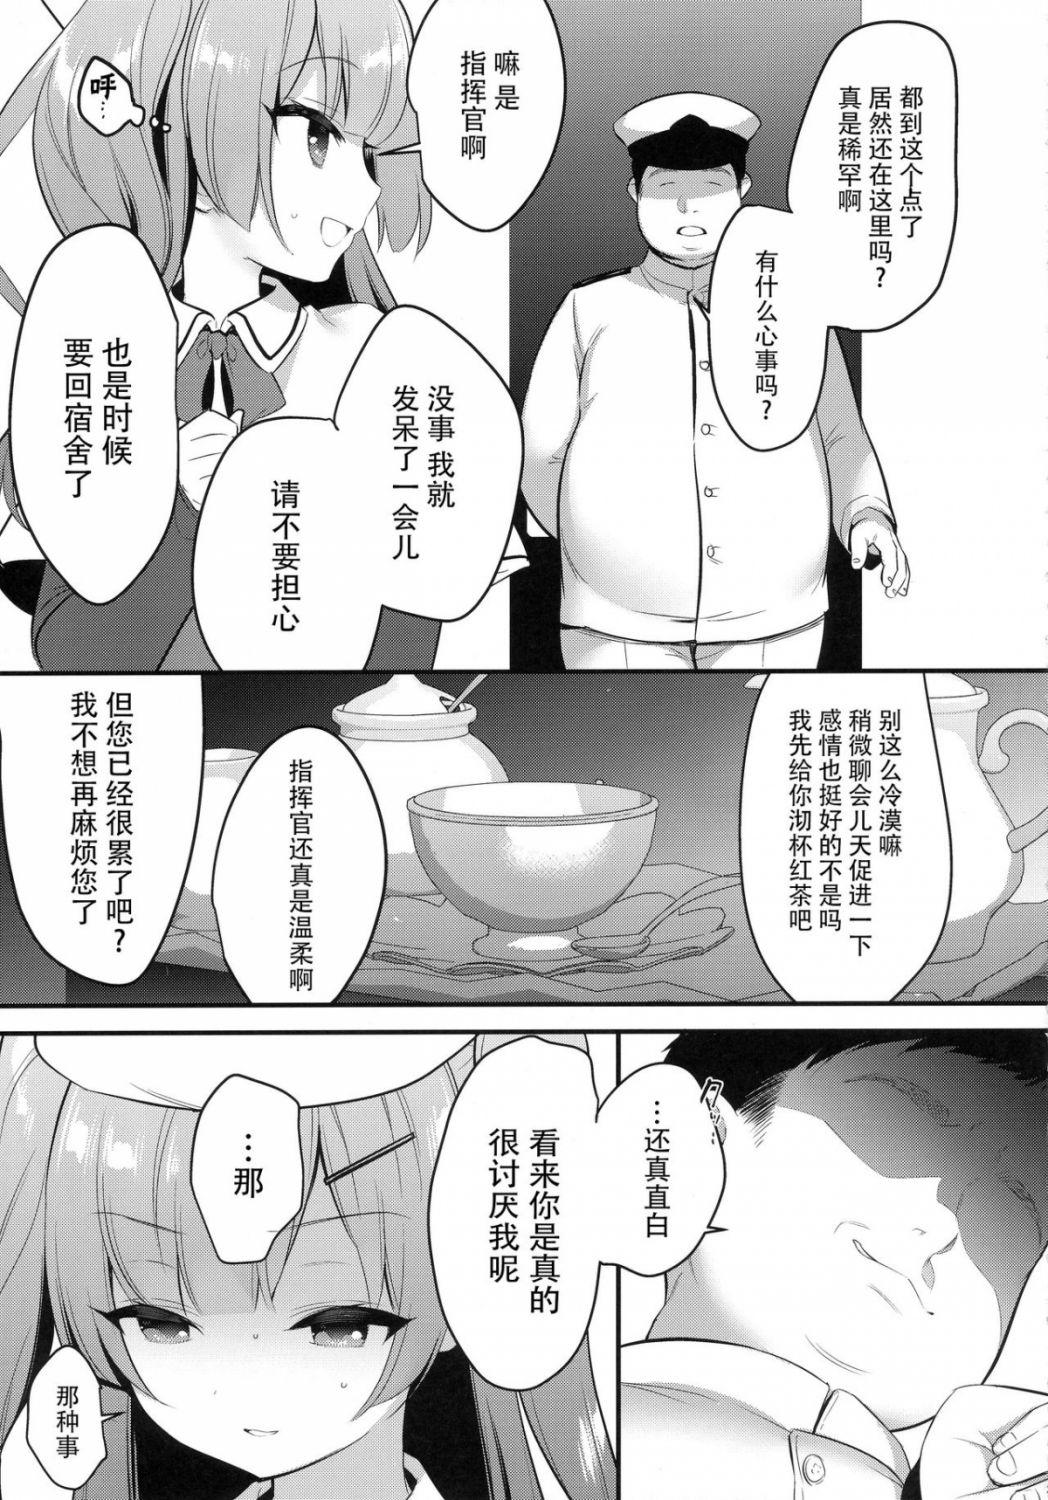 都到这个点了
居然还在这里吗?
真是稀罕啊
有什么心事吗?
嘛 是
指挥官啊
呼…
没事 我就
发呆了一会儿
请不要担心
也是时候
要回宿舍了
别这么冷漠嘛
稍微聊会儿天促进一下
感情也挺好的不是吗
我先给你沏杯红茶吧
指挥官还真是温柔啊
但您已经很累了吧?
我不想再麻烦您了
…还真直白
看来你是真的
很讨厌我呢
…那
那种事